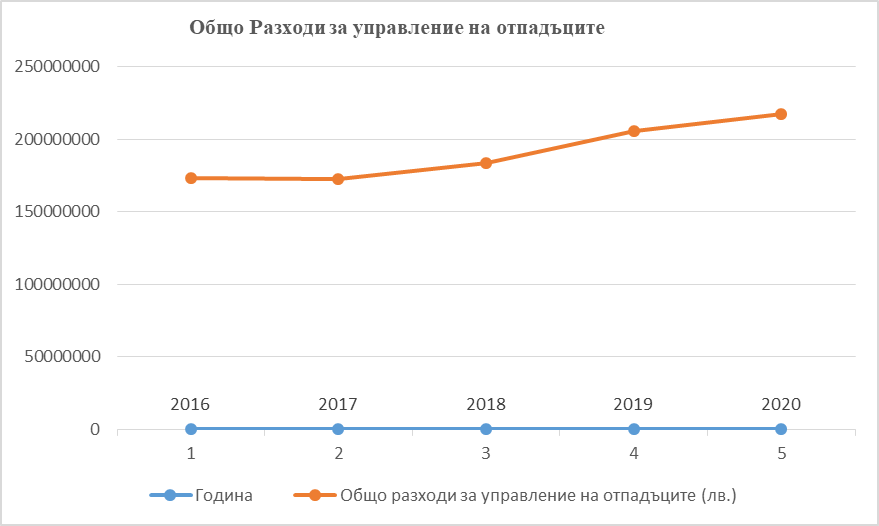 Общо Разходи за управление на отпадъците
250000000
200000000
150000000
100000000
50000000
0
2016 2017 2018 2019 2020
1 2 3 4 5
Година Общо разходи за управление на отпадъците (лв.)